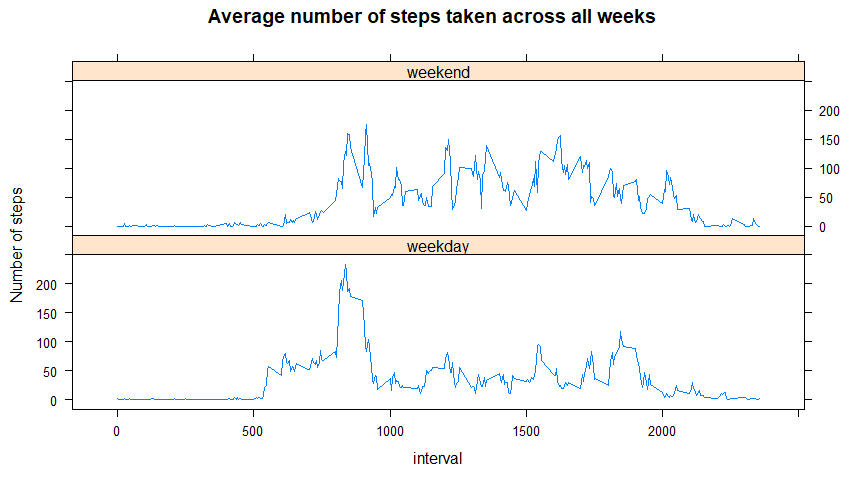 Average number of steps taken across all weeks
weekend
200
150
100
50
0
Number of steps
weekday
200
150
100
50
0
0 500 1000 1500 2000
interval